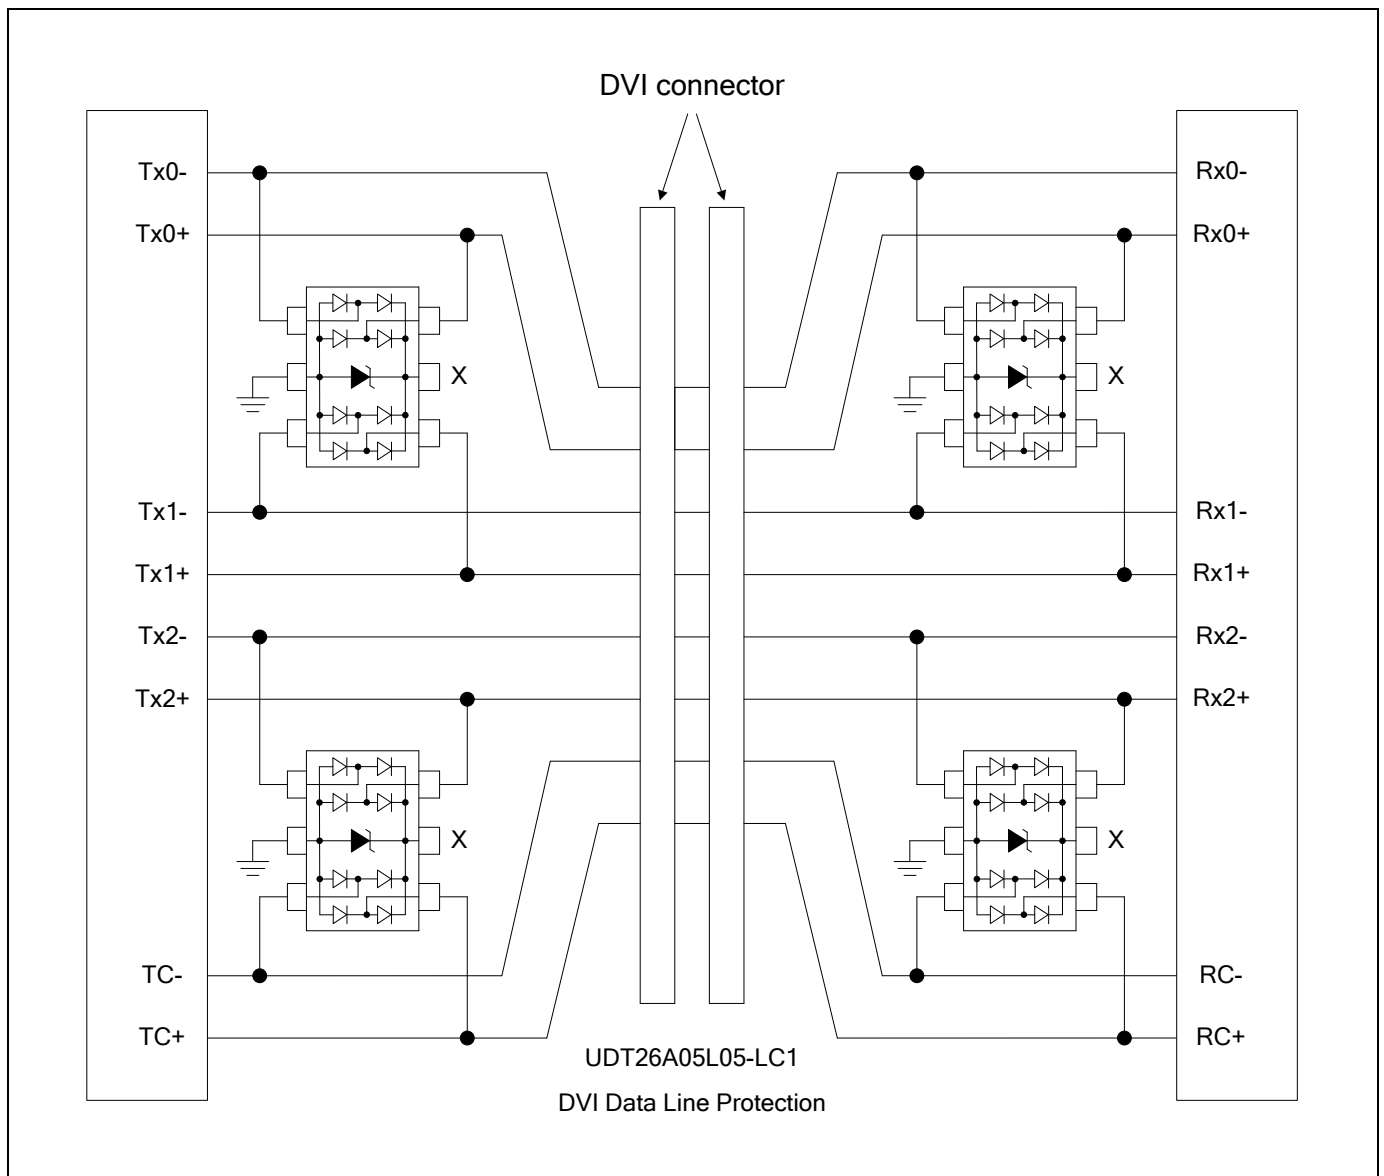 DVI connector
Tx0-
Rx0-
Tx0+
Rx0+
X
X
Tx1-
Rx1-
Tx1+
Rx1+
Tx2-
Rx2-
Tx2+
Rx2+
X
X
TC-
RC-
TC+
RC+
UDT26A05L05-LC1
DVI Data Line Protection